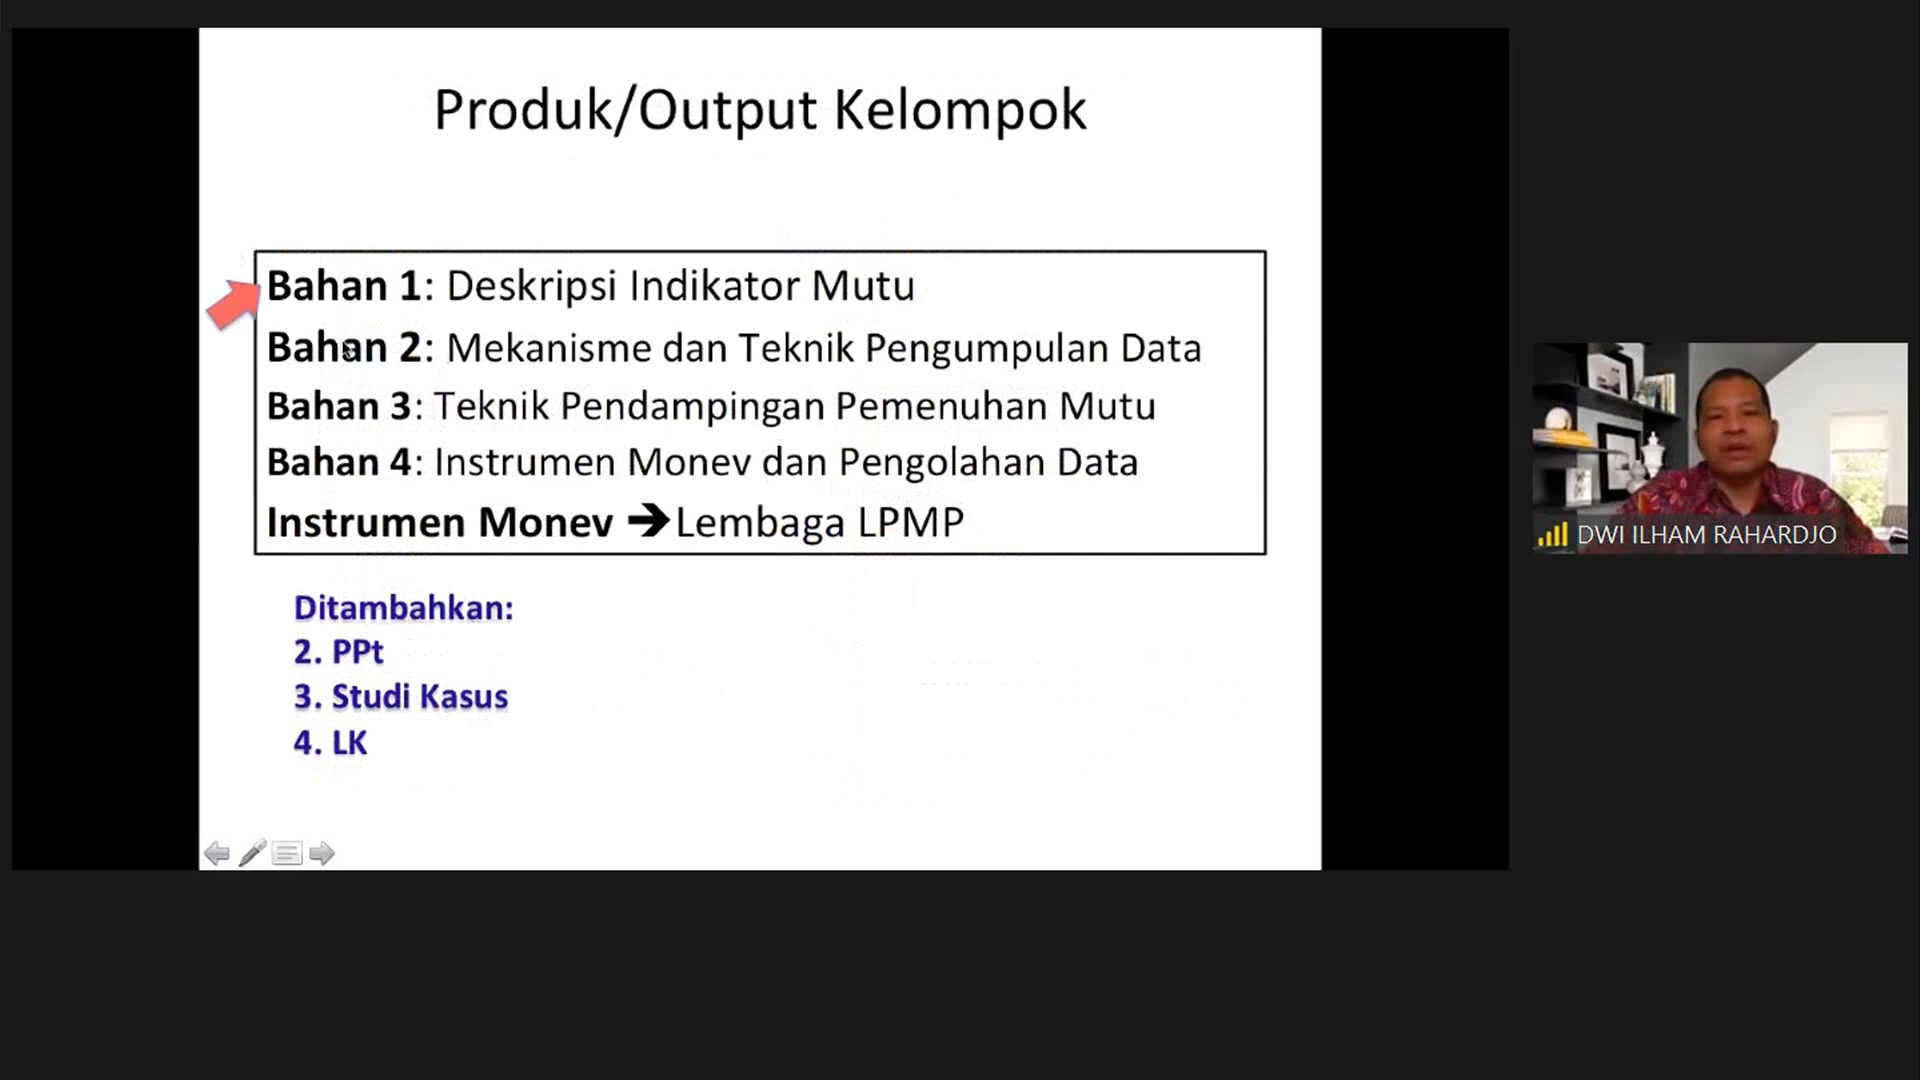 Produk/Output Kelompok
Bahan 1: Deskripsi Indikator Mutu
Bahan 2: Mekanisme dan Teknik Pengumpulan Data
Bahan 3: Teknik Pendampingan Pemenuhan Mutu
Bahan 4: Instrumen Monev dan Pengolahan Data
Instrumen Monev ➔Lembaga LPMP
Ditambahkan:
2. PPt
3. Studi Kasus
4. LK
DWI ILHAM RAHARDJO